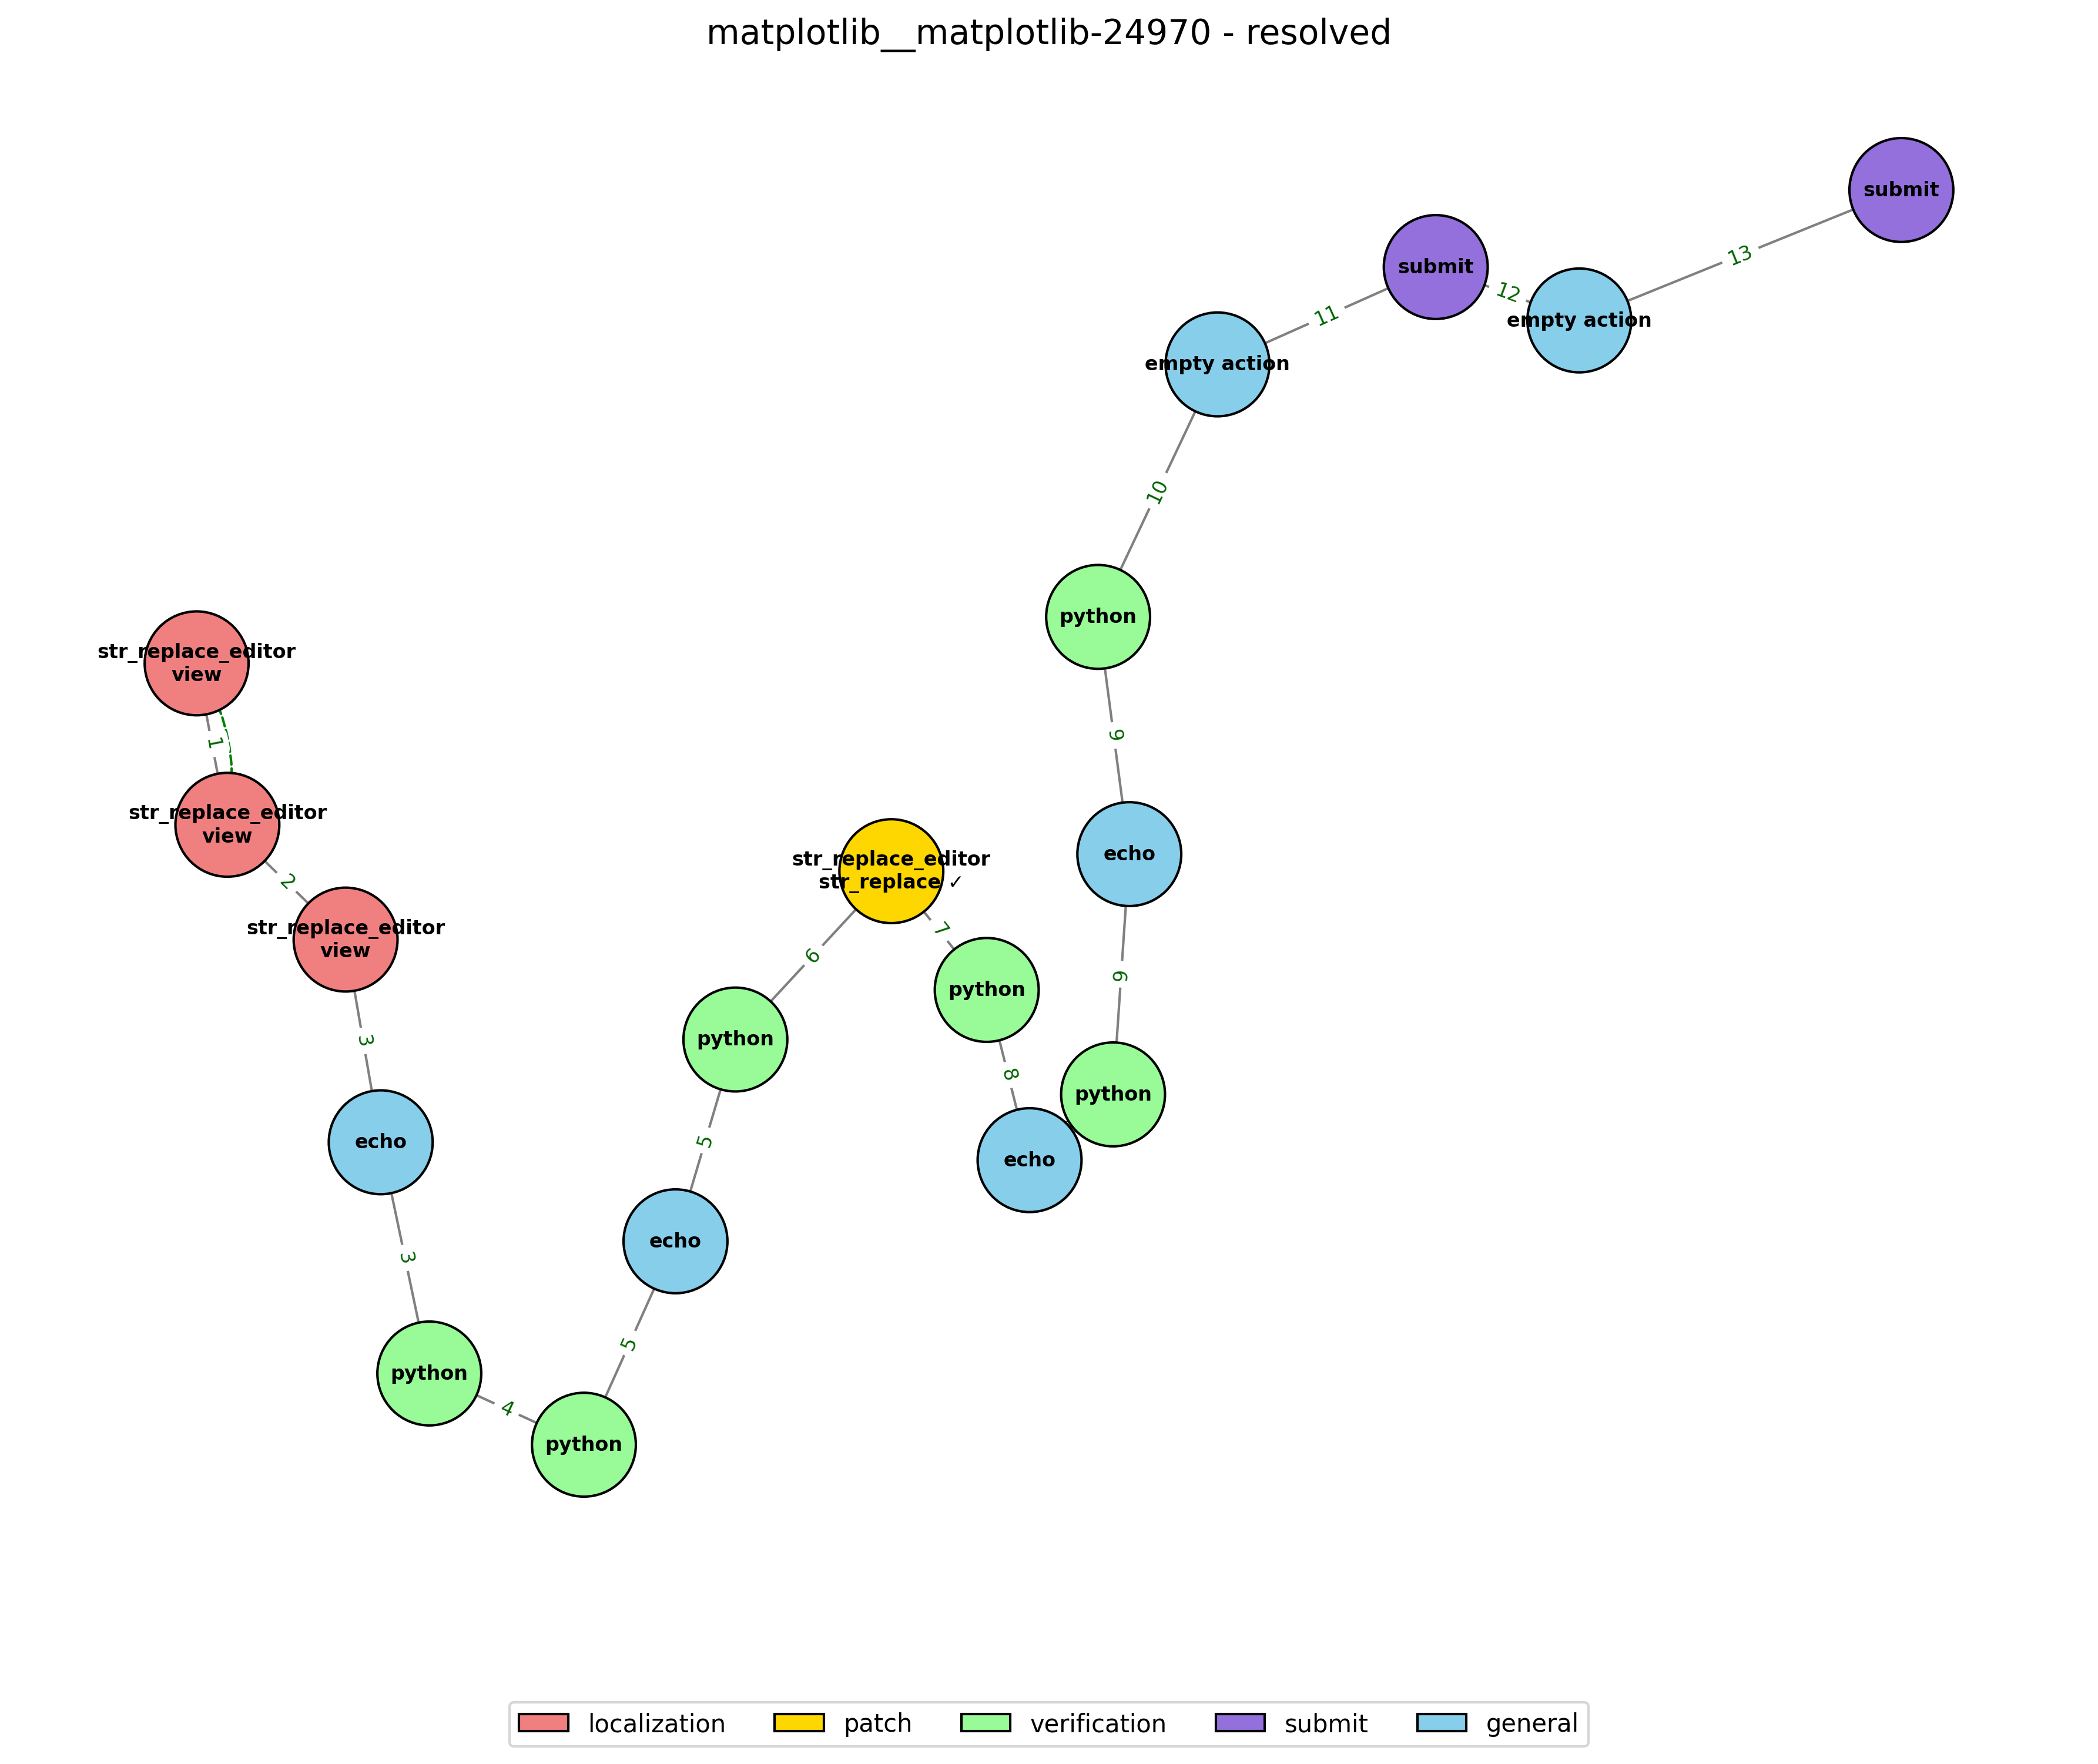 matplotlib__matplotlib-24970 - resolved
submit
submit
13
12
empty action
11
empty action
10
python
9
echo
9
python
str_replace_editor
view
1
str_replace_editor
view
2
str_replace_editor
view
3
echo
3
python
4
python
5
echo
5
python
6
str_replace_editor
str_replace ✓
7
python
8
echo
localization
patch
verification
submit
general